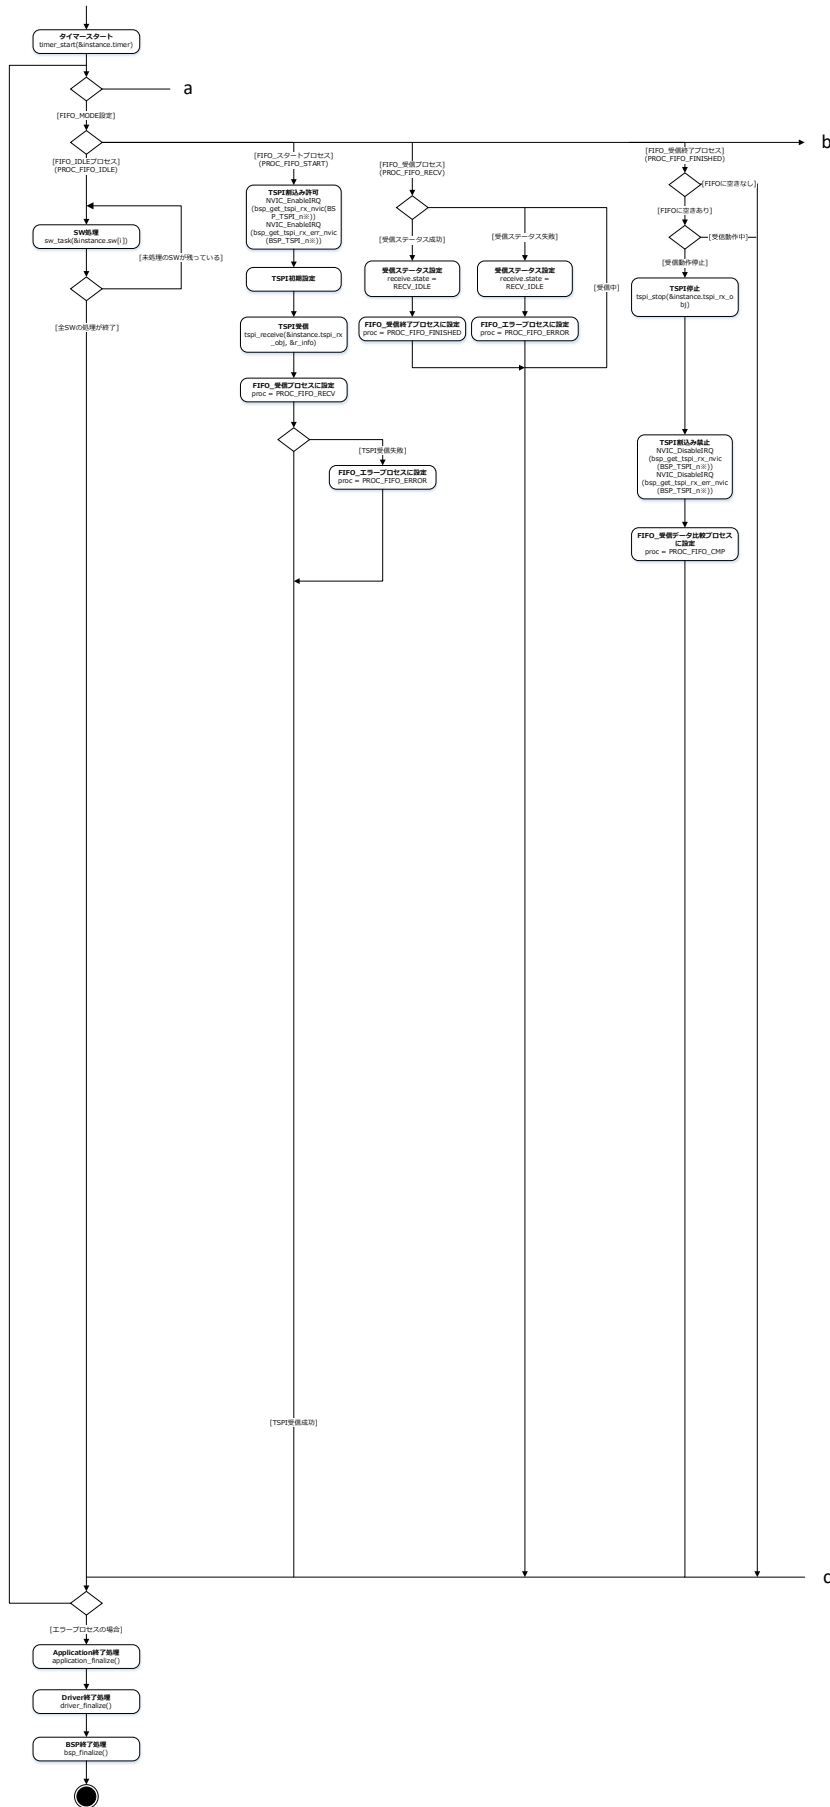 タイマースタート
timer_start(&instance.timer)
a
[FIFO_MODE設定]
b
[FIFO_IDLEプロセス]
(PROC_FIFO_IDLE)
SW処理
sw_task(&instance.sw[i])
[未処理のSWが残っている]
[全SWの処理が終了]
[FIFO_スタートプロセス]
(PROC_FIFO_START)
TSPI割込み許可
NVIC_EnableIRQ
(bsp_get_tspi_rx_nvic(BS
P_TSPI_n※))
NVIC_EnableIRQ
(bsp_get_tspi_rx_err_nvic
(BSP_TSPI_n※))
TSPI初期設定
TSPI受信
tspi_receive(&instance.tspi_rx
_obj, &r_info)
FIFO_受信プロセスに設定
proc = PROC_FIFO_RECV
[TSPI受信失敗]
FIFO_エラープロセスに設定
proc = PROC_FIFO_ERROR
[TSPI受信成功]
[FIFO_受信プロセス]
(PROC_FIFO_RECV)
[受信ステータス成功]
受信ステータス設定
receive.state =
RECV_IDLE
FIFO_受信終了プロセスに設定
proc = PROC_FIFO_FINISHED
[受信ステータス失敗]
受信ステータス設定
receive.state =
RECV_IDLE
FIFO_エラープロセスに設定
proc = PROC_FIFO_ERROR
[受信中]
[FIFO_受信終了プロセス]
(PROC_FIFO_FINISHED)
[FIFOに空きなし]
[FIFOに空きあり]
[受信動作中]
[受信動作停止]
TSPI停止
tspi_stop(&instance.tspi_rx_o
bj)
TSPI割込み禁止
NVIC_DisableIRQ
(bsp_get_tspi_rx_nvic
(BSP_TSPI_n※))
NVIC_DisableIRQ
(bsp_get_tspi_rx_err_nvic
(BSP_TSPI_n※))
FIFO_受信データ比較プロセス
に設定
proc = PROC_FIFO_CMP
[エラープロセスの場合]
Application終了処理
application_finalize()
Driver終了処理
driver_finalize()
BSP終了処理
bsp_finalize()